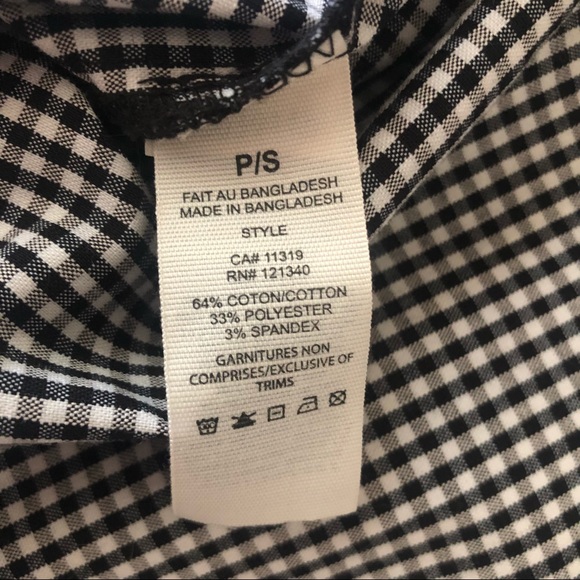 P/S
FAIT AU BANGLADESH
MADE IN BANGLADESH
STYLE
CA# 11319
RN# 121340
64% COTON/COTTON
33% POLYESTER
3% SPANDEX
GARNITURES NON
COMPRISES/EXCLUSIVE OF
TRIMS